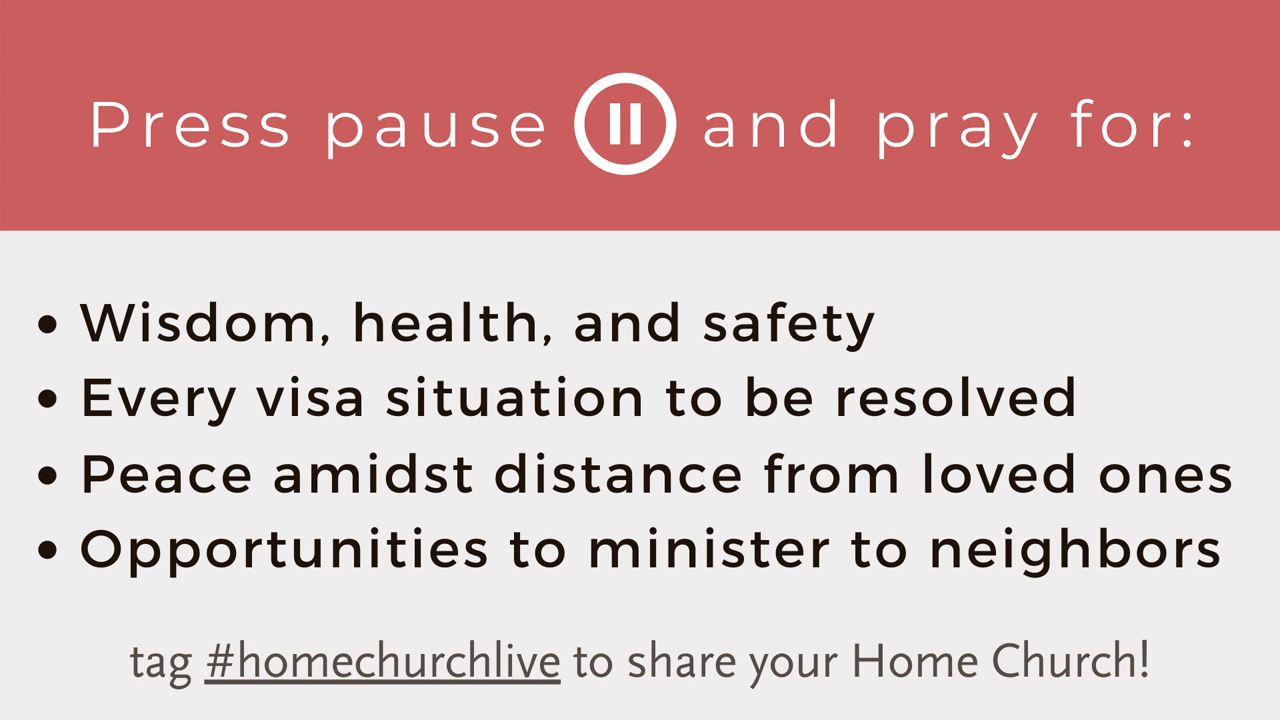 Press pause and pray for:
• Wisdom, health, and safety
• Every visa situation to be resolved
• Peace amidst distance from loved ones
• Opportunities to minister to neighbors
tag #homechurchlive to share your Home Church!